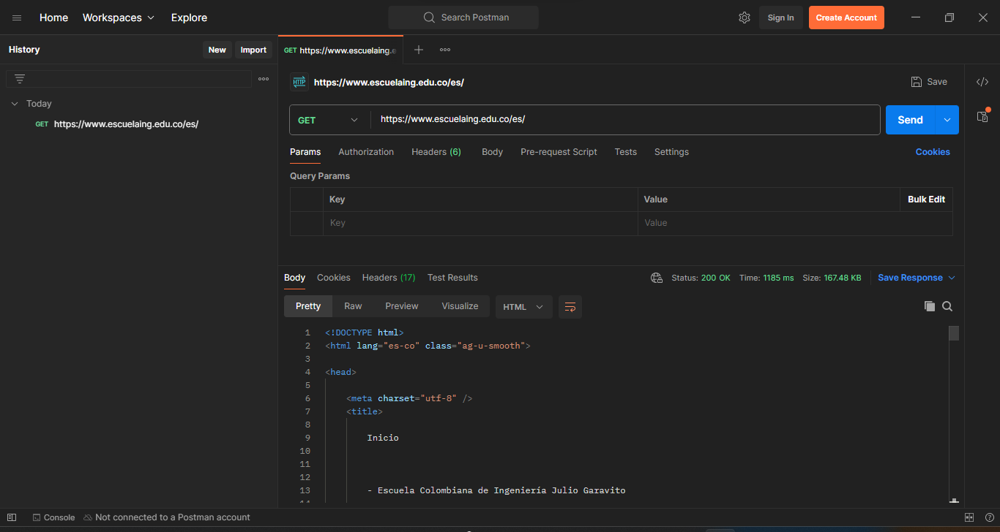 Home Workspaces Explore Search Postman Sign In Create Account
History New Import
GET https://www.escuelaing.e
https://www.escuelaing.edu.co/es/ Save
Today
GET https://www.escuelaing.edu.co/es/
GET https://www.escuelaing.edu.co/es/ Send
Params Authorization Headers (6) Body Pre-request Script Tests Settings Cookies
Query Params
Key Value Bulk Edit
Key Value
Body Cookies Headers (17) Test Results Status: 200 OK Time: 1185 ms Size: 167.48 KB Save Response
Pretty Raw Preview Visualize HTML
1 <!DOCTYPE html>
2 <html lang="es-co" class="ag-u-smooth">
3
4 <head>
5
6 <meta charset="utf-8" />
7 <title>
8
9 Inicio
10
11
12
13 - Escuela Colombiana de Ingeniería Julio Garavito
14
Console Not connected to a Postman account